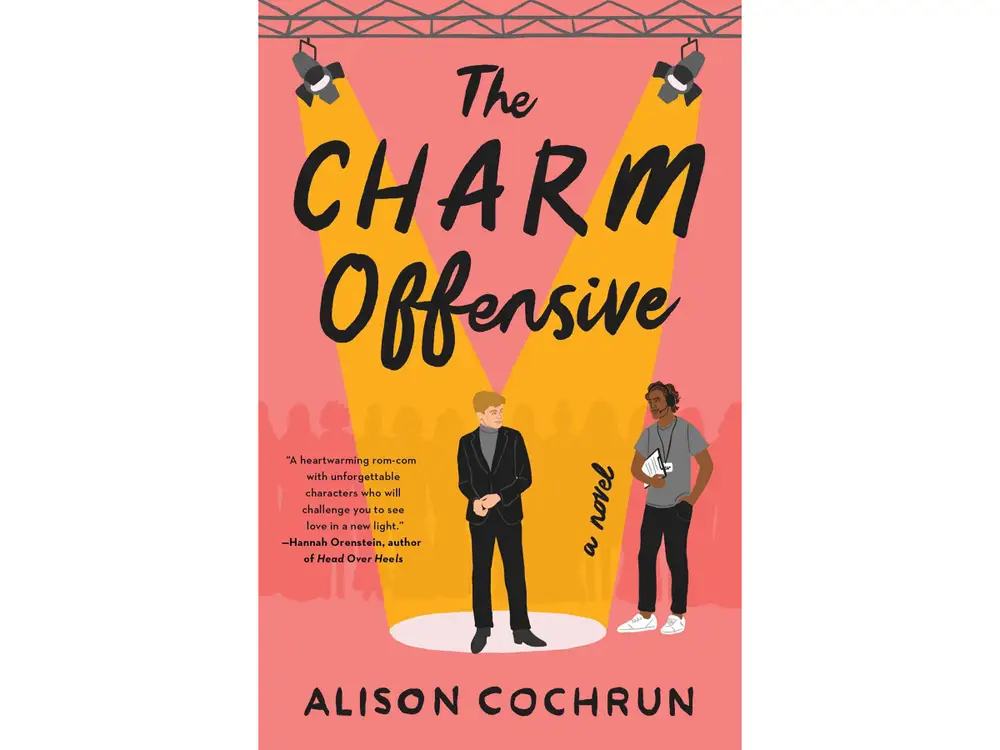 The
CHARM
Offensive
“A heartwarming rom-com
with unforgettable
characters who will
challenge you to see
love in a new light.”
—Hannah Orenstein, author
of Head Over Heels
a novel
ALISON COCHRUN